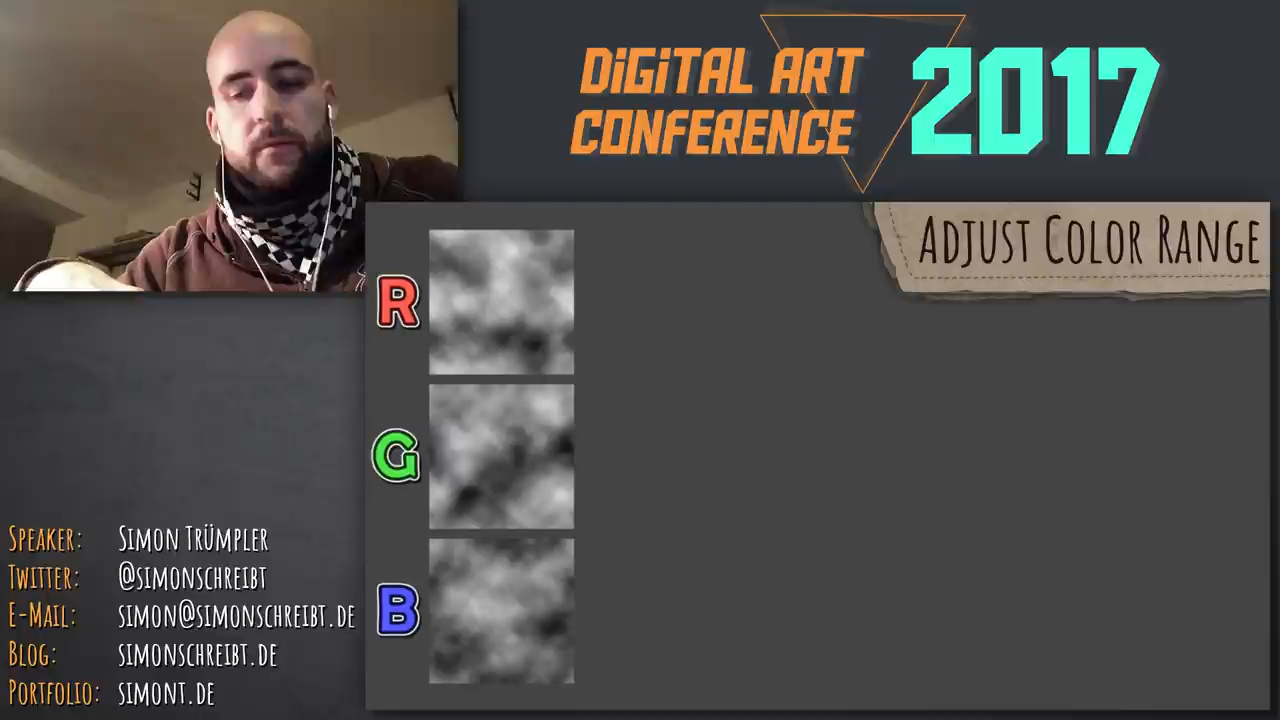 DIGITAL ART
CONFERENCE
2017
ADJUST COLOR RANGE
R
G
B
SPEAKER: SIMON TRÜMPLER
TWITTER: @SIMONSCHREIBT
E-MAIL: SIMON@SIMONSCHREIBT.DE
BLOG: SIMONSCHREIBT.DE
PORTFOLIO: SIMONT.DE